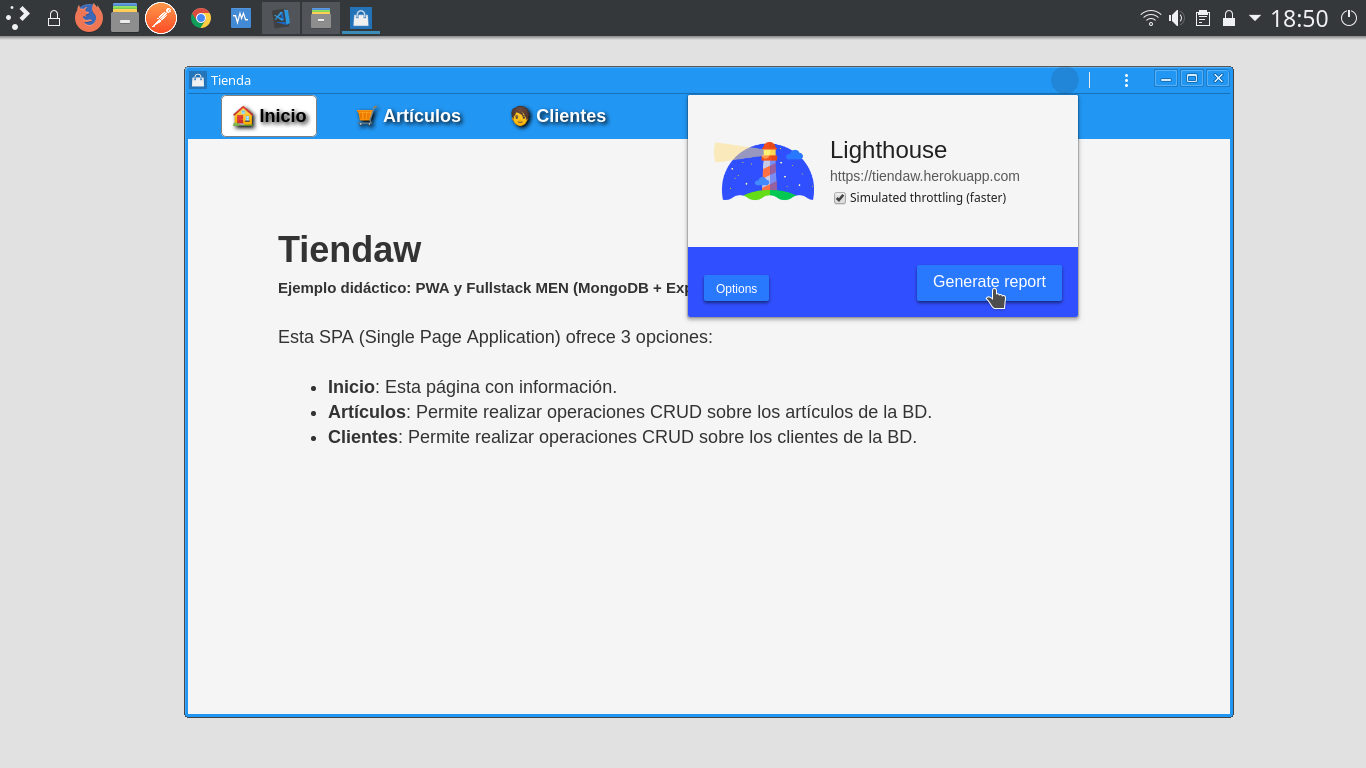 18:50
Tienda
Inicio
Artículos
Clientes
Lighthouse
https://tiendaw.herokuapp.com
Simulated throttling (faster)
Options
Generate report
Tiendaw
Ejemplo didáctico: PWA y Fullstack MEN (MongoDB +
Esta SPA (Single Page Application) ofrece 3 opciones:
Inicio: Esta página con información.
Artículos: Permite realizar operaciones CRUD sobre los artículos de la BD.
Clientes: Permite realizar operaciones CRUD sobre los clientes de la BD.